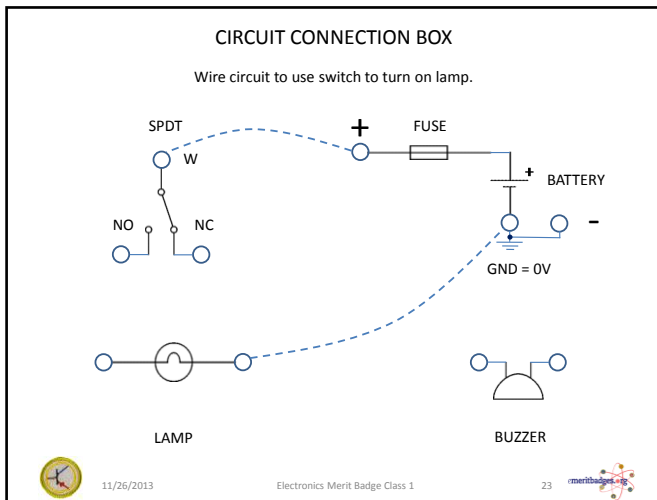 CIRCUIT CONNECTION BOX
Wire circuit to use switch to turn on lamp.
SPDT
+
FUSE
W
+
BATTERY
NO
NC
-
GND = 0V
LAMP
BUZZER
11/26/2013
Electronics Merit Badge Class 1
23
emeritbadges.org